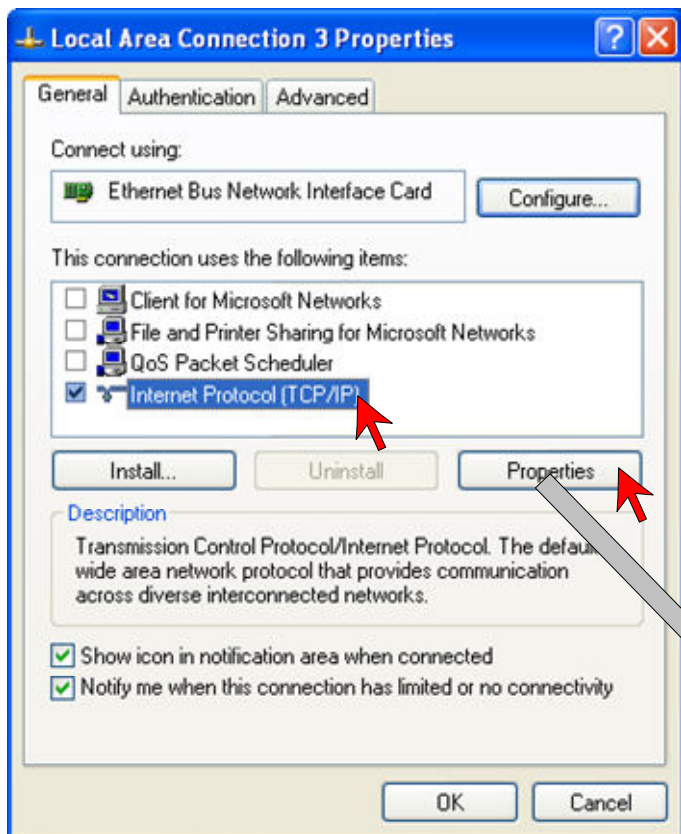 Local Area Connection 3 Properties
General Authentication Advanced
Connect using:
Ethernet Bus Network Interface Card Configure...
This connection uses the following items:
Client for Microsoft Networks
File and Printer Sharing for Microsoft Networks
QoS Packet Scheduler
Internet Protocol (TCP/IP)
Install... Uninstall Properties
Description
Transmission Control Protocol/Internet Protocol. The default
wide area network protocol that provides communication
across diverse interconnected networks.
Show icon in notification area when connected
Notify me when this connection has limited or no connectivity
OK Cancel